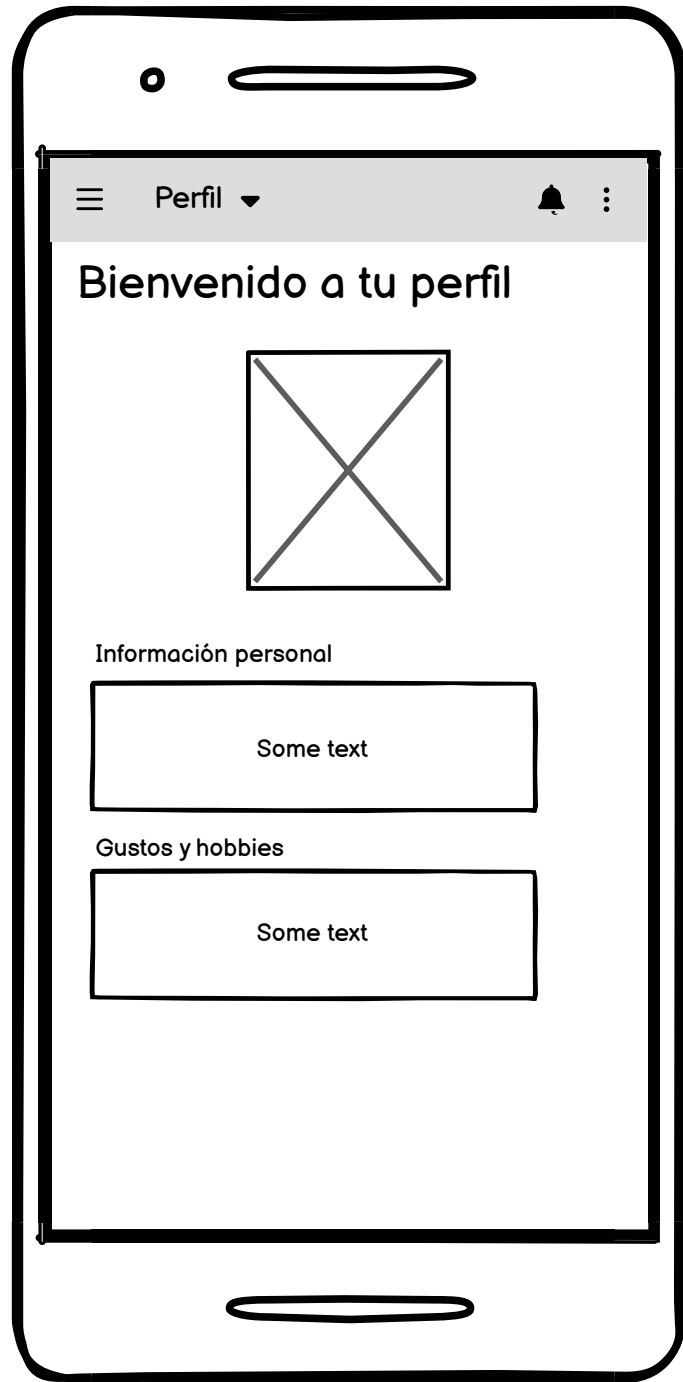 Perfil
Bienvenido a tu perfil
Información personal
Some text
Gustos y hobbies
Some text